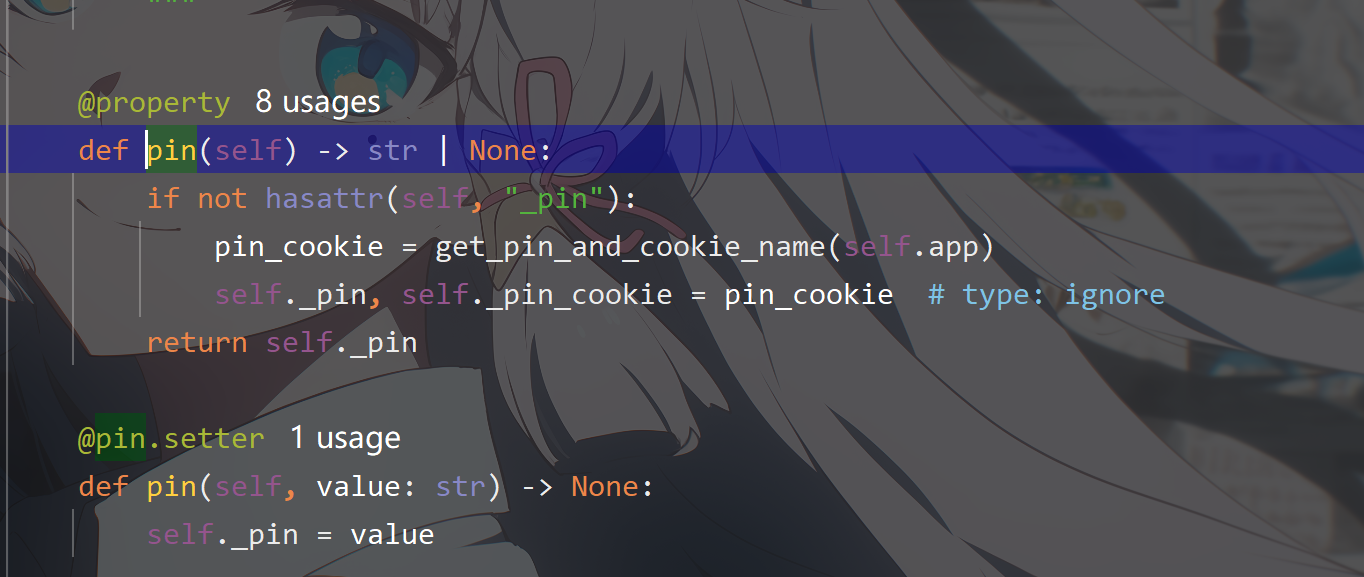 """
@property 8 usages
def pin(self) -> str | None:
if not hasattr(self, "_pin"):
pin_cookie = get_pin_and_cookie_name(self.app)
self._pin, self._pin_cookie = pin_cookie  # type: ignore
return self._pin
@pin.setter 1 usage
def pin(self, value: str) -> None:
self._pin = value